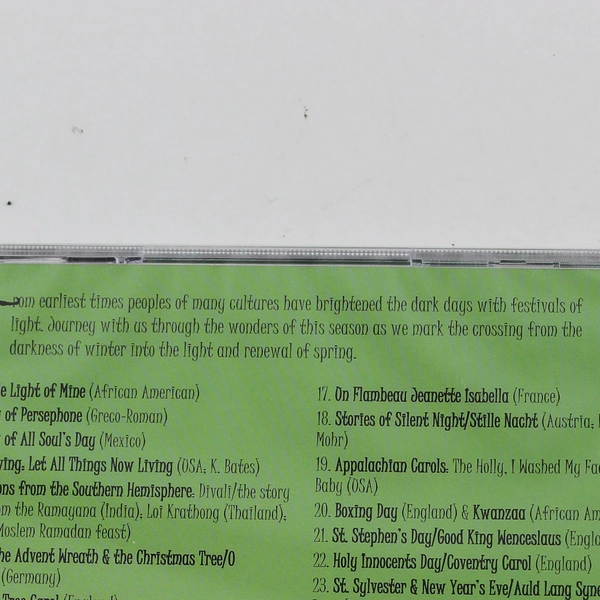 rom earliest times peoples of many cultures have brightened the dark days with festivals of
light. Journey with us through the wonders of this season as we mark the crossing from the
darkness of winter into the light and renewal of spring.
e Light of Mine (African American)
of Persephone (Greco-Roman)
of All Soul's Day (Mexico)
ving: Let All Things Now Living (USA; K. Bates)
ons from the Southern Hemisphere: Divali/the story
om the Ramayana (India); Loi Krathong (Thailand);
Moslem Ramadan feast)
he Advent Wreath & the Christmas Tree/O
(Germany)
Tree Carol (England)
17. Un Flambeau Jeanette Isabella (France)
18. Stories of Silent Night/Stille Nacht (Austria;
Mohr)
19. Appalachian Carols: The Holly, I Washed My Fac
Baby (USA)
20. Boxing Day (England) & Kwanzaa (African Am
21. St. Stephen's Day/Good King Wenceslaus (Engla
22. Holy Innocents Day/Coventry Carol (England)
23. St. Sylvester & New Year's Eve/Auld Lang Syne